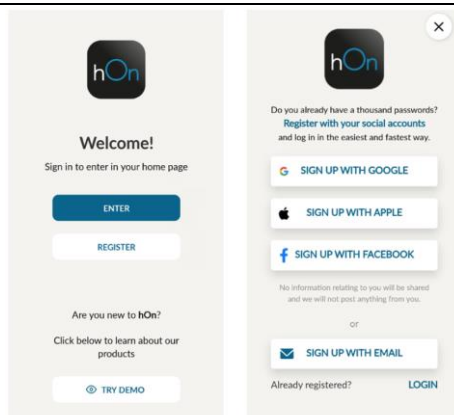 hOn
Welcome!
Sign in to enter in your home page
ENTER
REGISTER
Are you new to hOn?
Click below to learn about our
products
TRY DEMO
hOn
Do you already have a thousand passwords?
Register with your social accounts
and log in in the easiest and fastest way.
SIGN UP WITH GOOGLE
SIGN UP WITH APPLE
SIGN UP WITH FACEBOOK
No information relating to you will be shared
and we will not post anything from you.
or
SIGN UP WITH EMAIL
Already registered? LOGIN